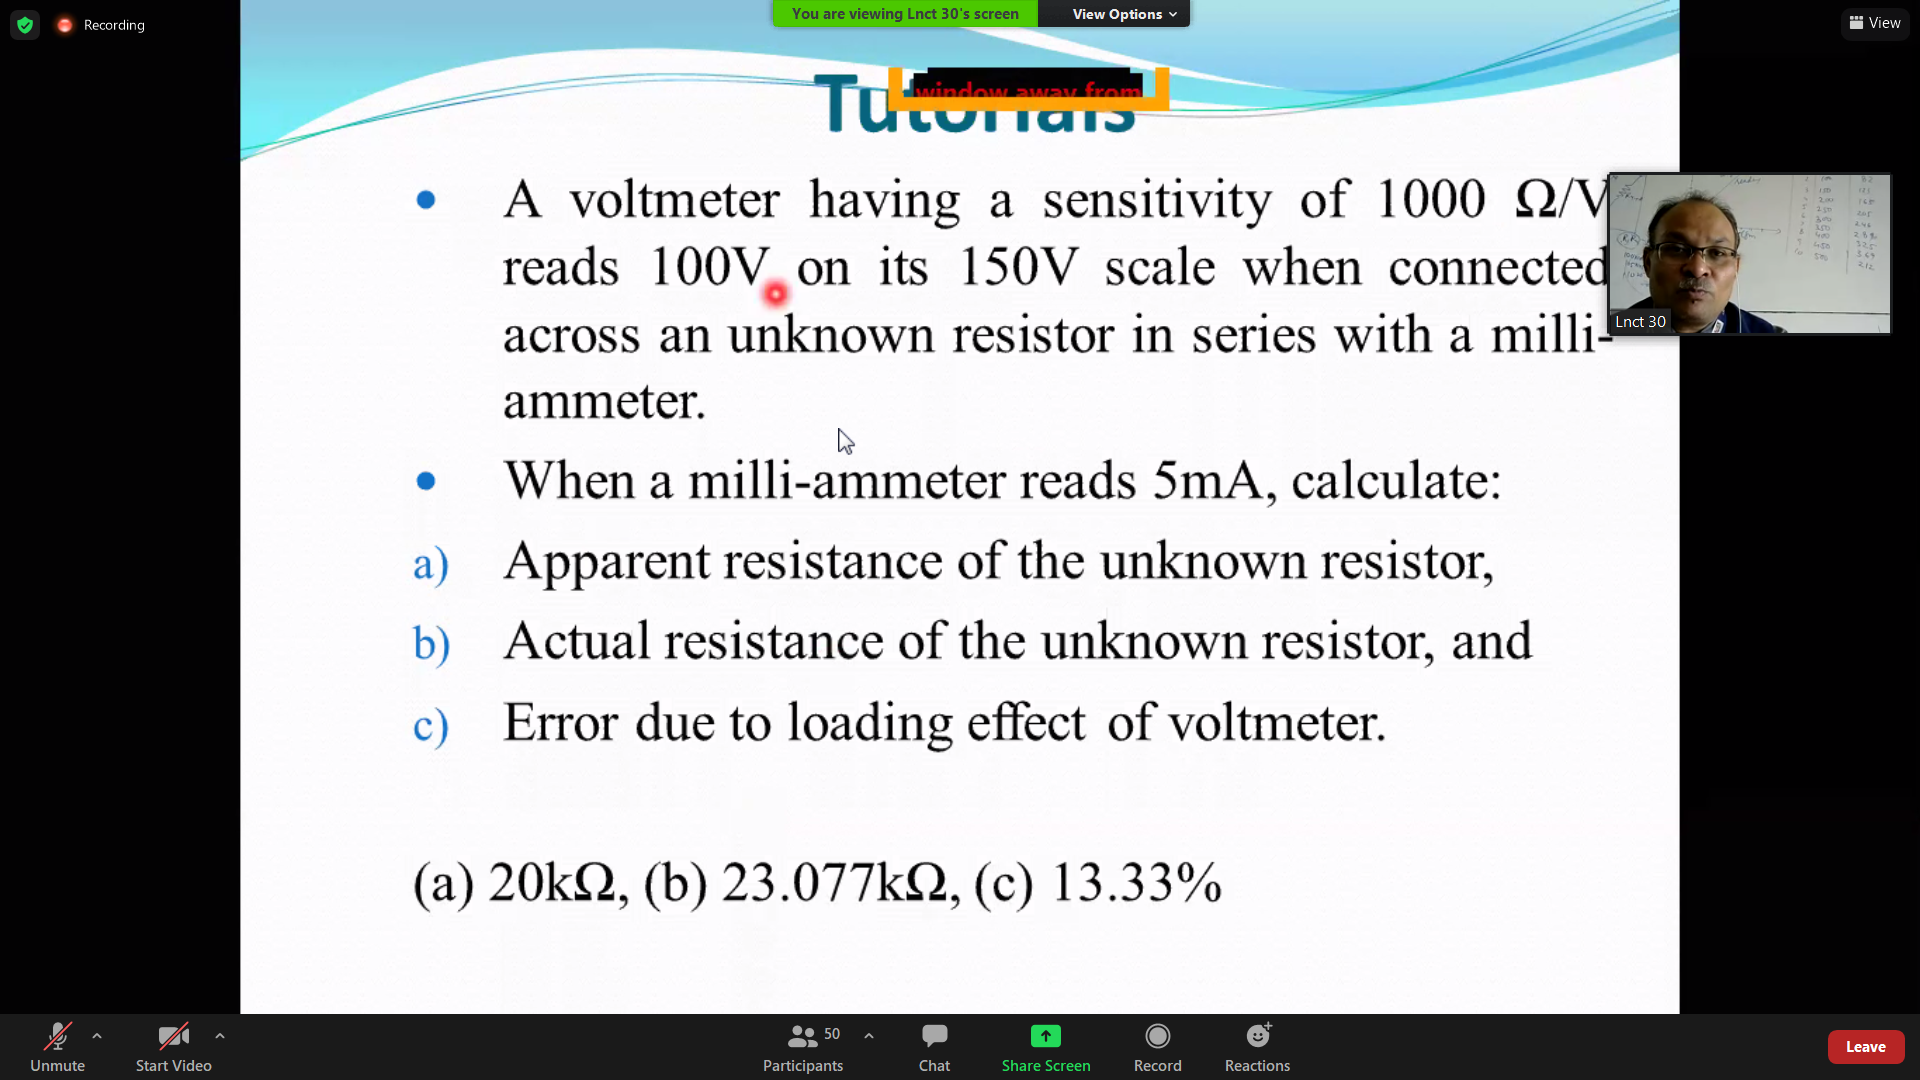 Recording
You are viewing Lnct 30's screen
View Options
View
Tutorials
window away from
• A voltmeter having a sensitivity of 1000 Ω/V
reads 100V on its 150V scale when connected
across an unknown resistor in series with a milli-
ammeter.
• When a milli-ammeter reads 5mA, calculate:
a) Apparent resistance of the unknown resistor,
b) Actual resistance of the unknown resistor, and
c) Error due to loading effect of voltmeter.
(a) 20kΩ, (b) 23.077kΩ, (c) 13.33%
Lnct 30
Unmute
Start Video
Participants
50
Chat
Share Screen
Record
Reactions
Leave